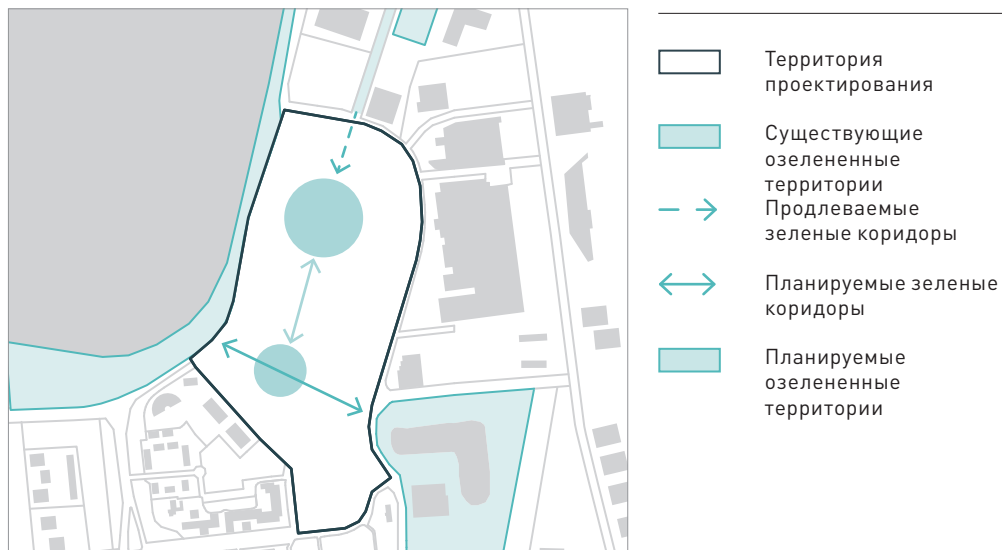 Территория
проектирования
Существующие
озелененные
территории
Продлеваемые
зеленые коридоры
Планируемые зеленые
коридоры
Планируемые
озелененные
территории